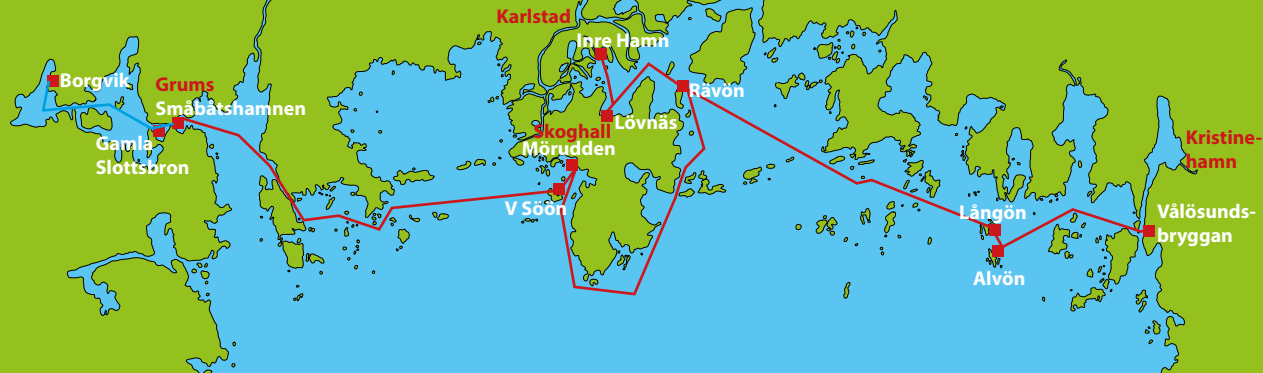 Karlstad
Inre Hamn
Borgvik
Grums
Småbåtshamnen
Rävön
Lövnäs
Skoghall
Mörudden
Gamla
Slottsbron
Kristine-
hamn
V Söön
Långön
Vålösunds-
bryggan
Alvön